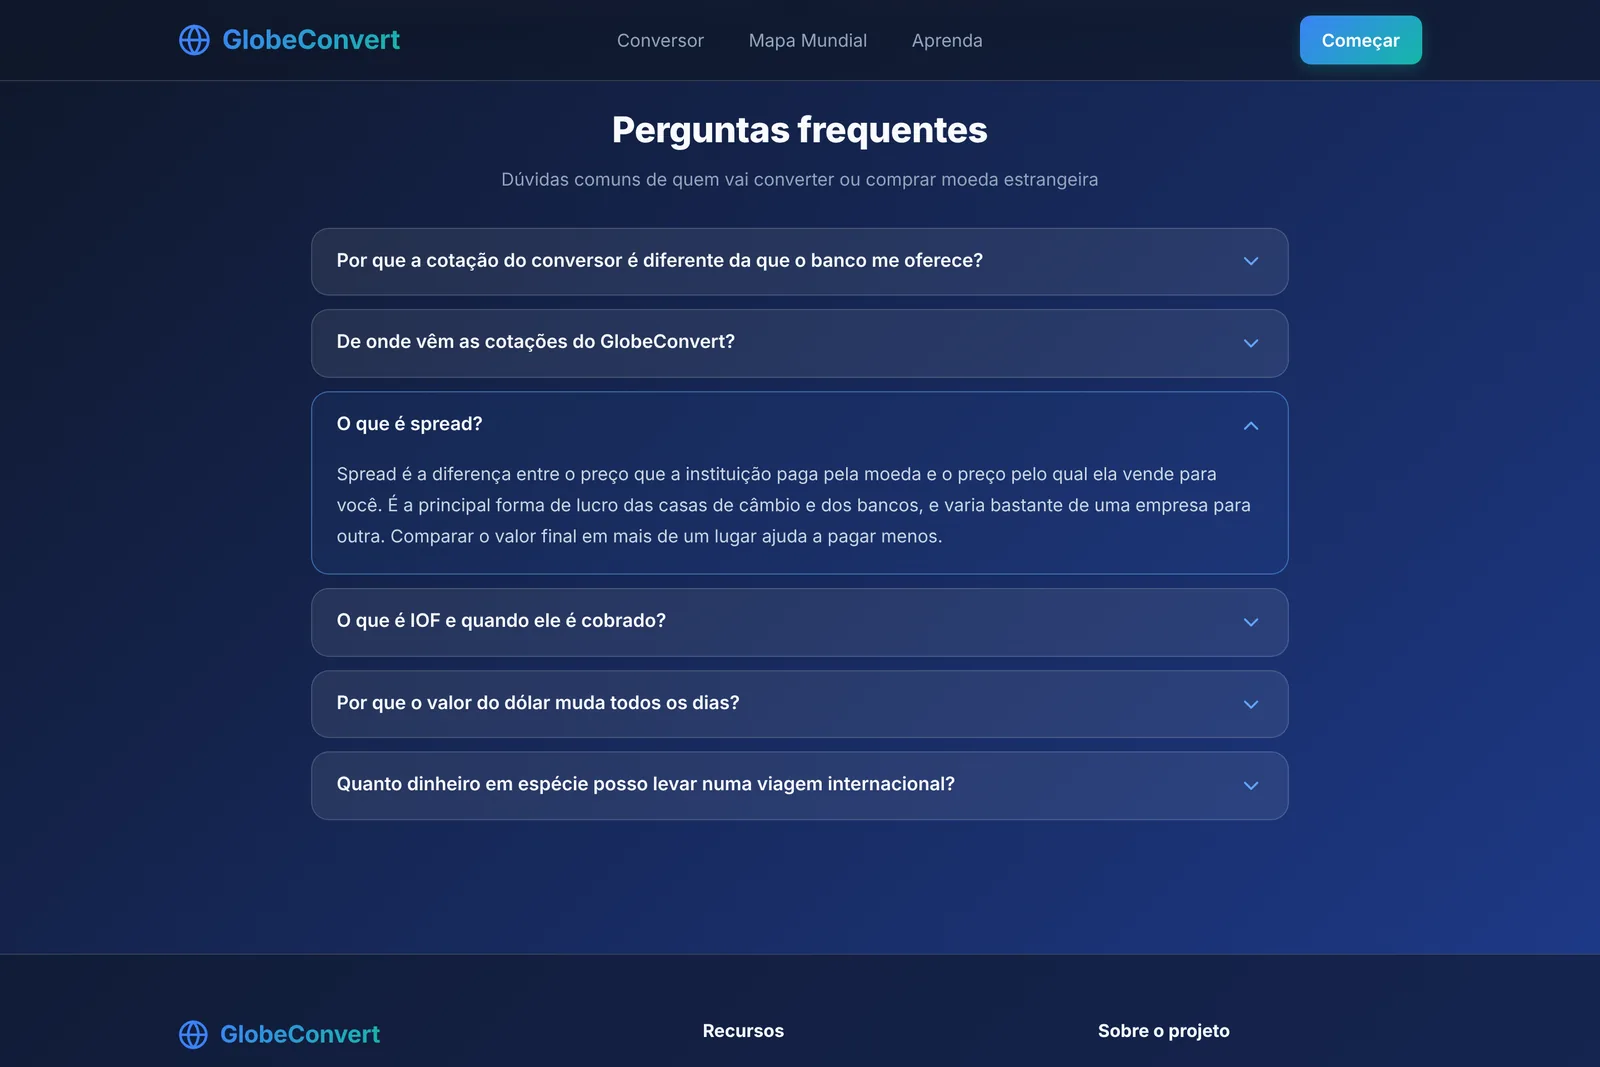 GlobeConvert
Conversor
Mapa Mundial
Aprenda
Começar
Perguntas frequentes
Dúvidas comuns de quem vai converter ou comprar moeda estrangeira
Por que a cotação do conversor é diferente da que o banco me oferece?
De onde vêm as cotações do GlobeConvert?
O que é spread?
Spread é a diferença entre o preço que a instituição paga pela moeda e o preço pelo qual ela vende para
você. É a principal forma de lucro das casas de câmbio e dos bancos, e varia bastante de uma empresa para
outra. Comparar o valor final em mais de um lugar ajuda a pagar menos.
O que é IOF e quando ele é cobrado?
Por que o valor do dólar muda todos os dias?
Quanto dinheiro em espécie posso levar numa viagem internacional?
GlobeConvert
Recursos
Sobre o projeto